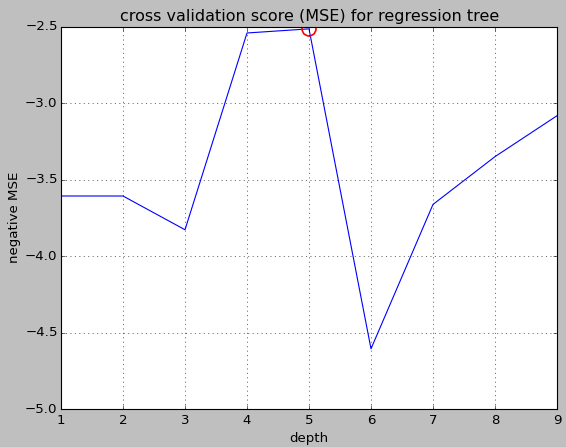 cross validation score (MSE) for regression tree
−2.5
−3.0
−3.5
−4.0
−4.5
−5.0
negative MSE
1 2 3 4 5 6 7 8 9
depth